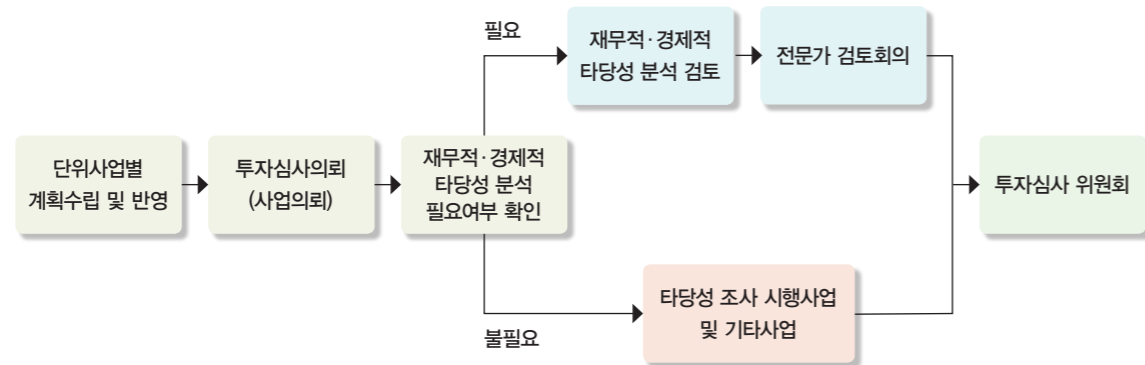 단위사업별
계획수립 및 반영
투자심사의뢰
(사업의뢰)
재무적·경제적
타당성 분석
필요여부 확인
필요
재무적·경제적
타당성 분석 검토
전문가 검토회의
불필요
타당성 조사 시행사업
및 기타사업
투자심사 위원회